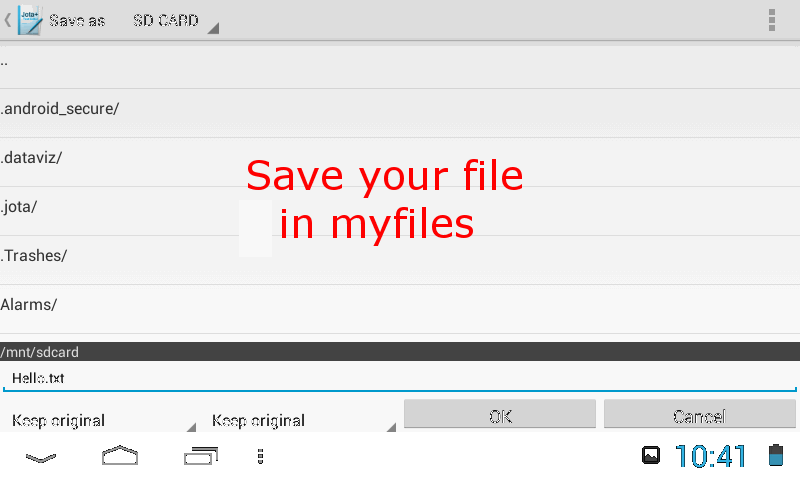 Jota+
Save as
SD CARD
..
.android_secure/
.dataviz/
Save your file
.jota/
in myfiles
.Trashes/
Alarms/
/mnt/sdcard
Hello.txt
Keep original
Keep original
OK
Cancel
10:41